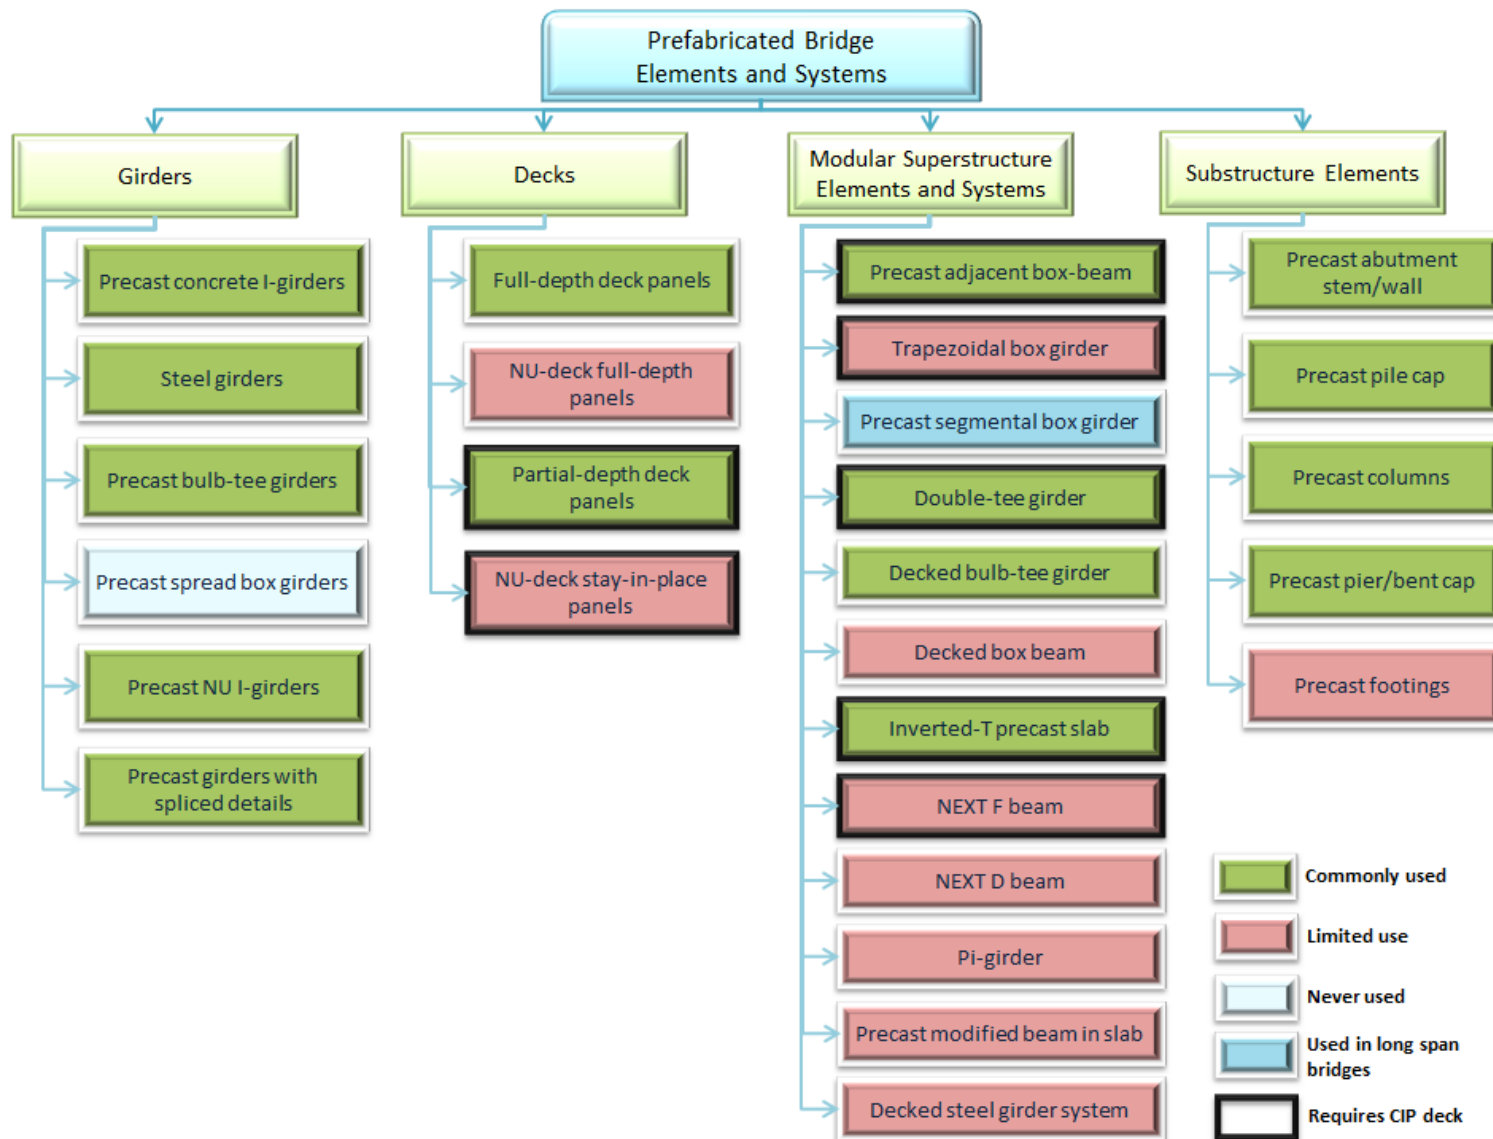 Prefabricated Bridge
Elements and Systems
Girders
Precast concrete I-girders
Steel girders
Precast bulb-tee girders
Precast spread box girders
Precast NU I-girders
Precast girders with
spliced details
Decks
Full-depth deck panels
NU-deck full-depth
panels
Partial-depth deck
panels
NU-deck stay-in-place
panels
Modular Superstructure
Elements and Systems
Precast adjacent box-beam
Trapezoidal box girder
Precast segmental box girder
Double-tee girder
Decked bulb-tee girder
Decked box beam
Inverted-T precast slab
NEXT F beam
NEXT D beam
Pi-girder
Precast modified beam in slab
Decked steel girder system
Substructure Elements
Precast abutment
stem/wall
Precast pile cap
Precast columns
Precast pier/bent cap
Precast footings
Commonly used
Limited use
Never used
Used in long span
bridges
Requires CIP deck